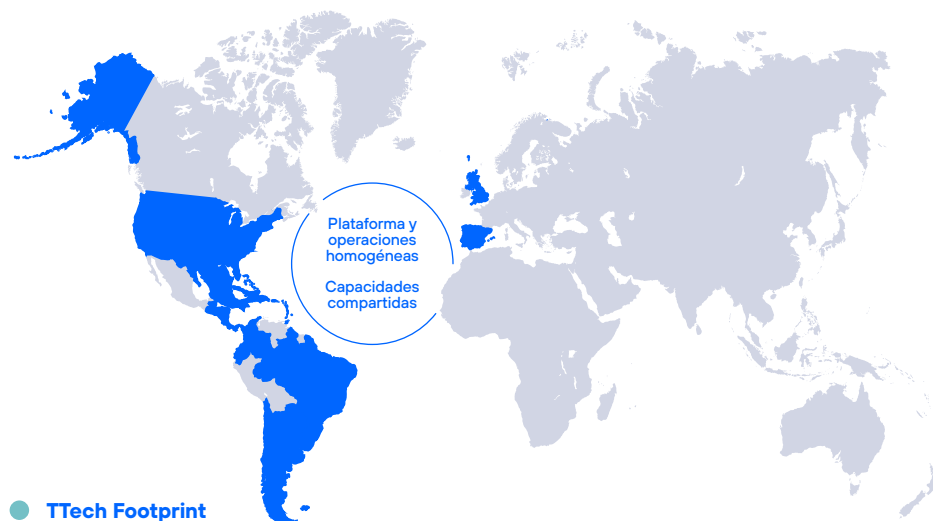 Plataforma y
operaciones
homogéneas
Capacidades
compartidas
TTech Footprint